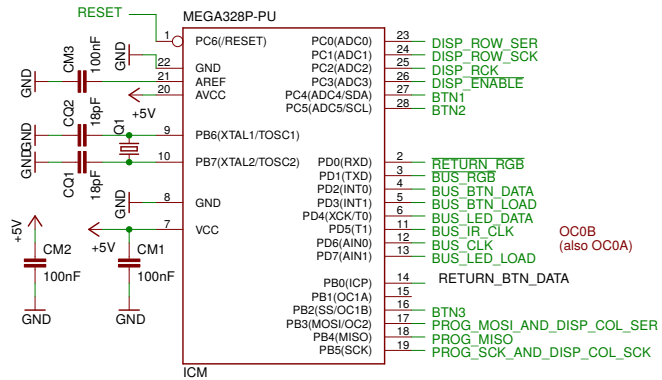 RESET
MEGA328P-PU
1 PC6(/RESET) PC0(ADC0) 23 DISP_ROW_SER
PC1(ADC1) 24 DISP_ROW_SCK
GND 22 GND PC2(ADC2) 25 DISP_RCK
CM3 100nF GND 21 AREF PC3(ADC3) 26 DISP_ENABLE
+5V 20 AVCC PC4(ADC4/SDA) 27 BTN1
PC5(ADC5/SCL) 28 BTN2
GND CQ2 18pF Q1 9 PB6(XTAL1/TOSC1)
GND CQ1 18pF 10 PB7(XTAL2/TOSC2) PD0(RXD) 2 RETURN_RGB
PD1(TXD) 3 BUS_RGB
PD2(INT0) 4 BUS_BTN_DATA
GND 8 GND PD3(INT1) 5 BUS_BTN_LOAD
PD4(XCK/T0) 6 BUS_LED_DATA
+5V +5V 7 VCC PD5(T1) 11 BUS_IR_CLK OC0B
PD6(AIN0) 12 BUS_CLK (also OC0A)
CM2 100nF CM1 100nF PD7(AIN1) 13 BUS_LED_LOAD
PB0(ICP) 14 RETURN_BTN_DATA
PB1(OC1A) 15
GND GND PB2(SS/OC1B) 16 BTN3
PB3(MOSI/OC2) 17 PROG_MOSI_AND_DISP_COL_SER
PB4(MISO) 18 PROG_MISO
PB5(SCK) 19 PROG_SCK_AND_DISP_COL_SCK
ICM